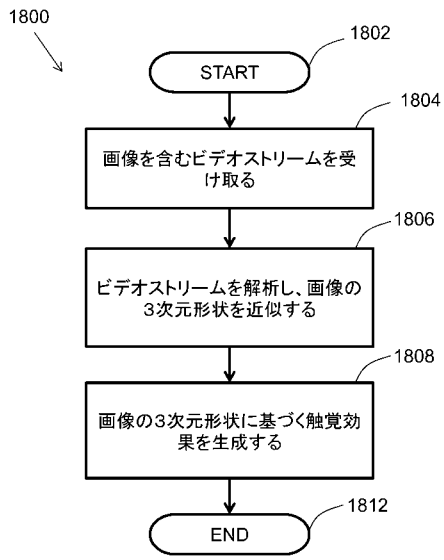 1800
1802
START
1804
画像を含むビデオストリームを受
け取る
1806
ビデオストリームを解析し、画像の
３次元形状を近似する
1808
画像の３次元形状に基づく触覚効
果を生成する
1812
END